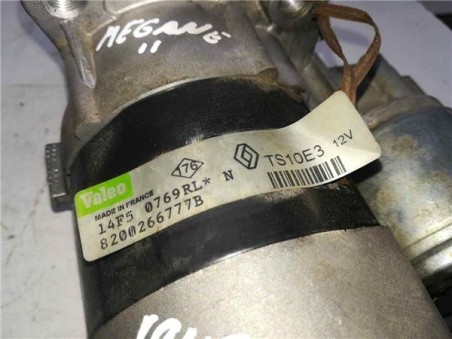 MEGANE
II
Valeo
MADE IN FRANCE
76
TS10E3 12V
14F5 0769RL* N
8200266777B